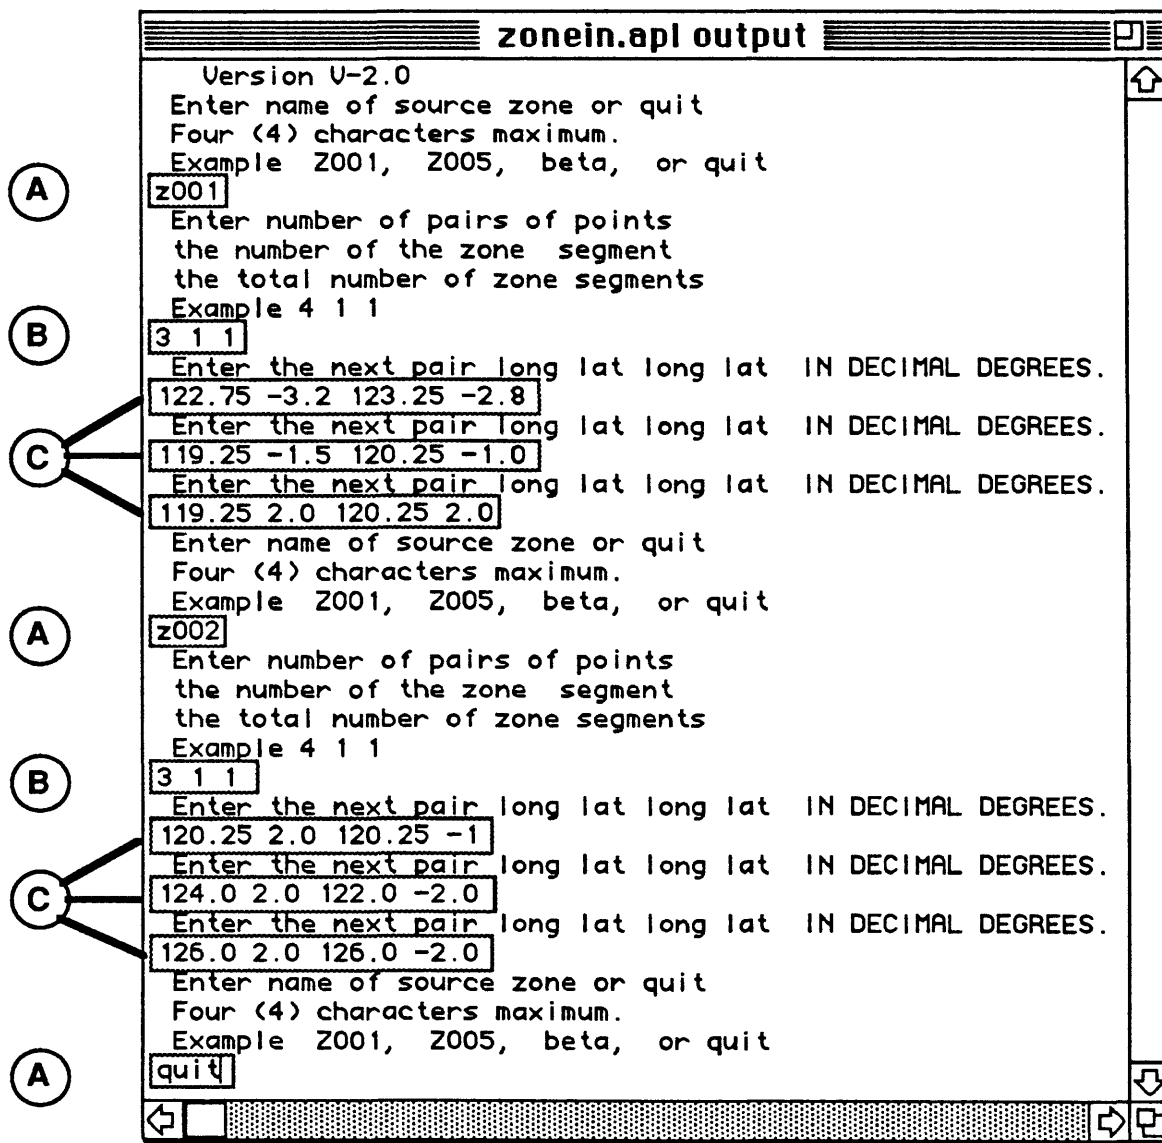 zonein.apl output
Version V-2.0
Enter name of source zone or quit
Four (4) characters maximum.
Example Z001, Z005, beta, or quit
A z001
Enter number of pairs of points
the number of the zone segment
the total number of zone segments
Example 4 1 1
B 3 1 1
Enter the next pair long lat long lat IN DECIMAL DEGREES.
122.75 -3.2 123.25 -2.8
Enter the next pair long lat long lat IN DECIMAL DEGREES.
C 119.25 -1.5 120.25 -1.0
Enter the next pair long lat long lat IN DECIMAL DEGREES.
119.25 2.0 120.25 2.0
Enter name of source zone or quit
Four (4) characters maximum.
Example Z001, Z005, beta, or quit
A z002
Enter number of pairs of points
the number of the zone segment
the total number of zone segments
Example 4 1 1
B 3 1 1
Enter the next pair long lat long lat IN DECIMAL DEGREES.
120.25 2.0 120.25 -1
Enter the next pair long lat long lat IN DECIMAL DEGREES.
C 124.0 2.0 122.0 -2.0
Enter the next pair long lat long lat IN DECIMAL DEGREES.
126.0 2.0 126.0 -2.0
Enter name of source zone or quit
Four (4) characters maximum.
Example Z001, Z005, beta, or quit
A quit